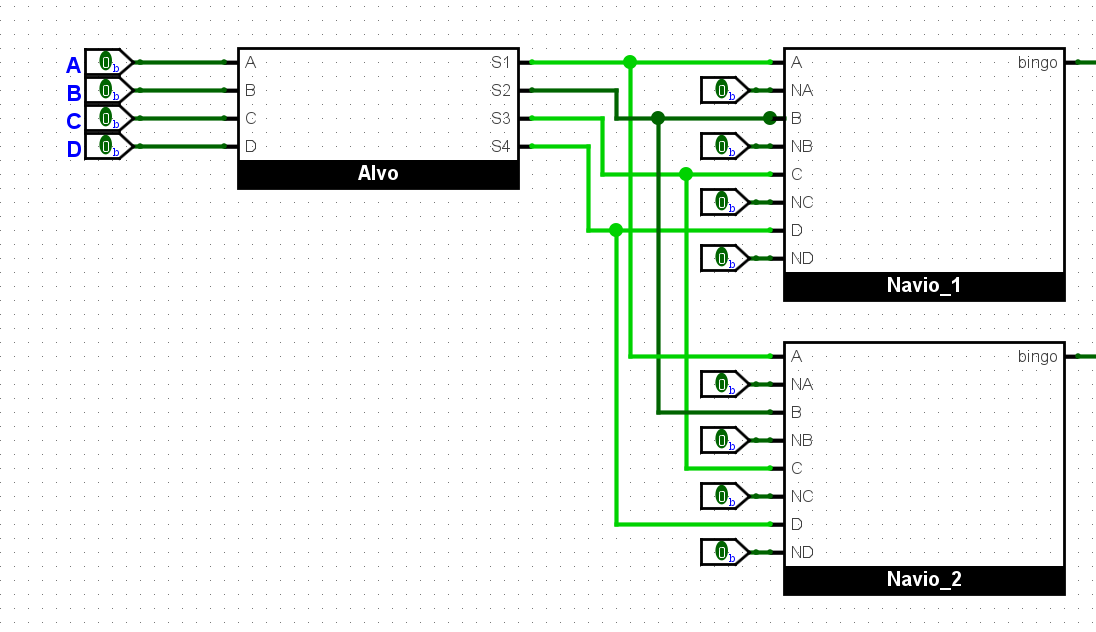 A 0b A S1 A bingo
B 0b B S2 0b NA
C 0b C S3 B
D 0b D S4 0b NB
Alvo C
0b NC
D
0b ND
Navio_1
A bingo
0b NA
B
0b NB
C
0b NC
D
0b ND
Navio_2